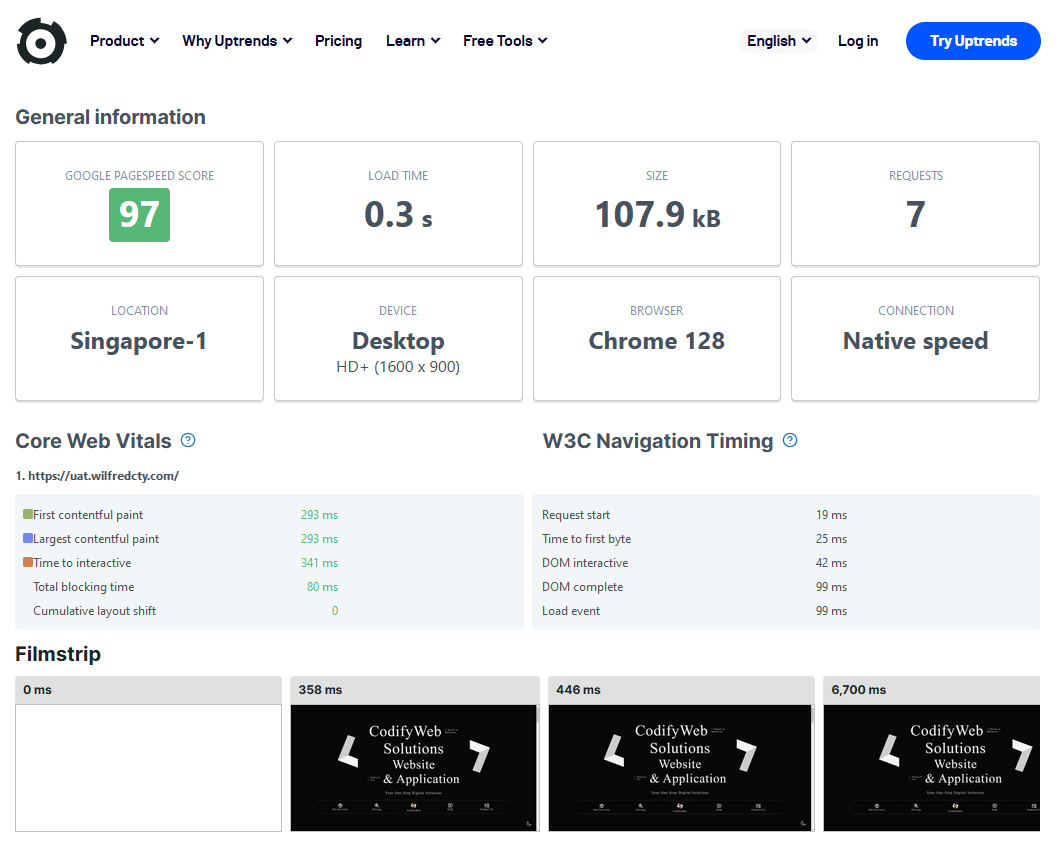 Product Why Uptrends Pricing Learn Free Tools English Log in Try Uptrends
General information
GOOGLE PAGESPEED SCORE LOAD TIME SIZE REQUESTS
97 0.3 s 107.9 kB 7
LOCATION DEVICE BROWSER CONNECTION
Singapore-1 Desktop Chrome 128 Native speed
HD+ (1600 x 900)
Core Web Vitals ? W3C Navigation Timing ?
1. https://uat.wilfredcty.com/
First contentful paint 293 ms Request start 19 ms
Largest contentful paint 293 ms Time to first byte 25 ms
Time to interactive 341 ms DOM interactive 42 ms
Total blocking time 80 ms DOM complete 99 ms
Cumulative layout shift 0 Load event 99 ms
Filmstrip
0 ms 358 ms 446 ms 6,700 ms
CodifyWeb CodifyWeb CodifyWeb
Solutions Solutions Solutions
Website Website Website
& Application & Application & Application
Your One Stop Digital Solutions Your One Stop Digital Solutions Your One Stop Digital Solutions